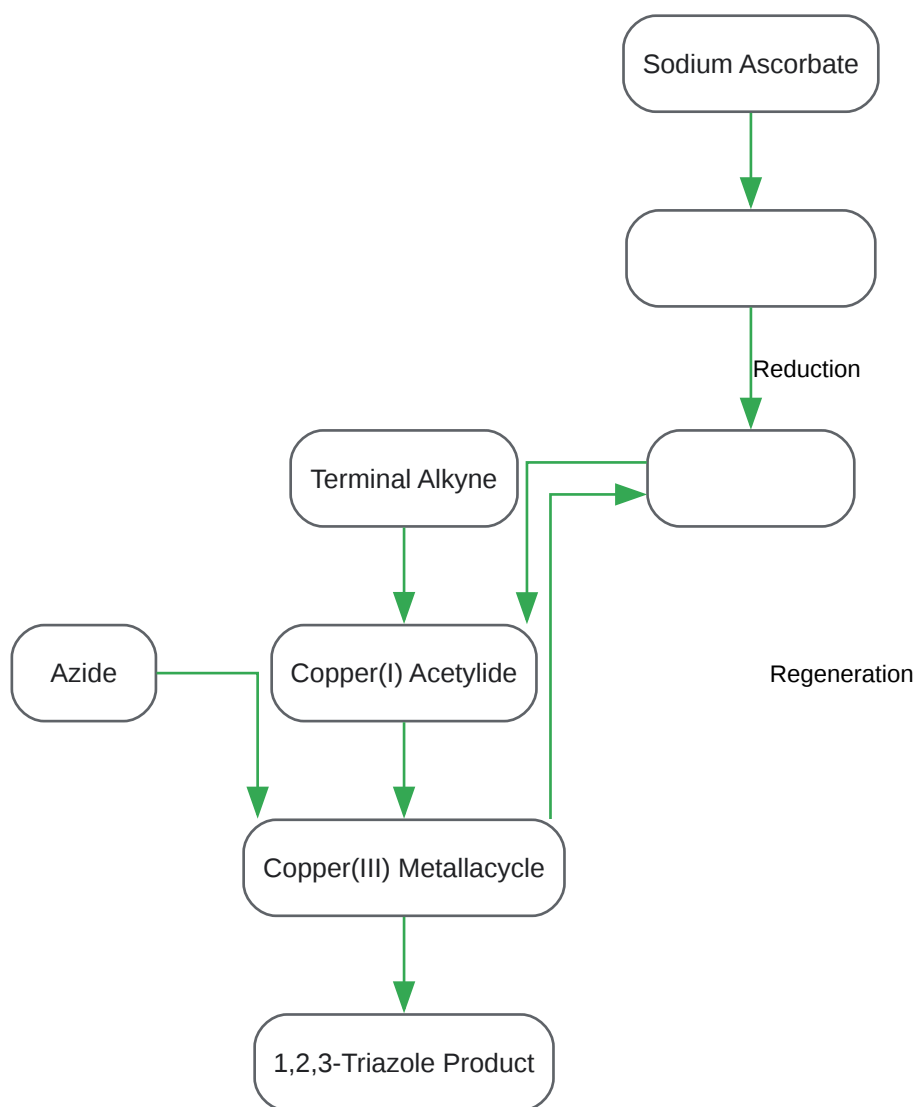 Sodium Ascorbate
Reduction
Terminal Alkyne
Azide
Copper(I) Acetylide
Regeneration
Copper(III) Metallacycle
1,2,3-Triazole Product